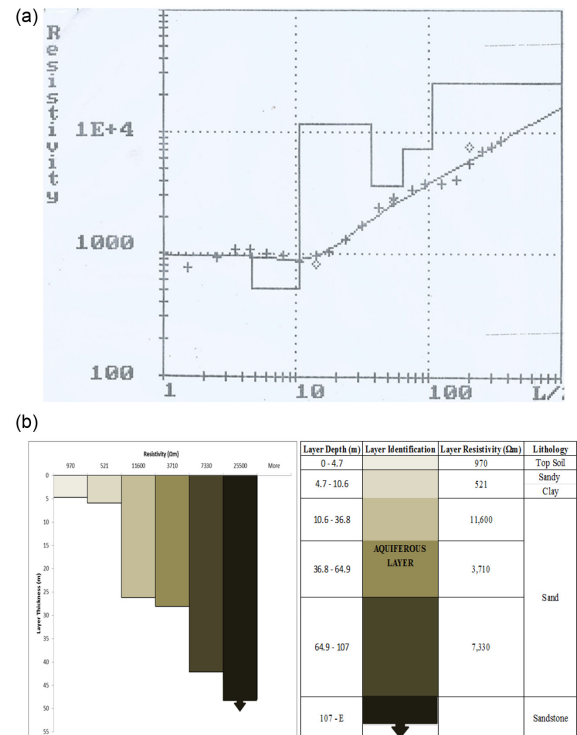 (a)
Resistivity
1E+4
1000
100
1 10 100 L/
(b)
Resistivity (Ωm)
970 521 11600 3710 7330 25500 More
Layer Thickness (m)
0
5
10
15
20
25
30
35
40
45
50
55
Layer Depth (m) Layer Identification Layer Resistivity (Ωm) Lithology
0 - 4.7 970 Top Soil
4.7 - 10.6 521 Sandy
Clay
10.6 - 36.8 11,600
36.8 - 64.9 AQUIFEROUS
LAYER 3,710
Sand
64.9 - 107 7,330
107 - E Sandstone